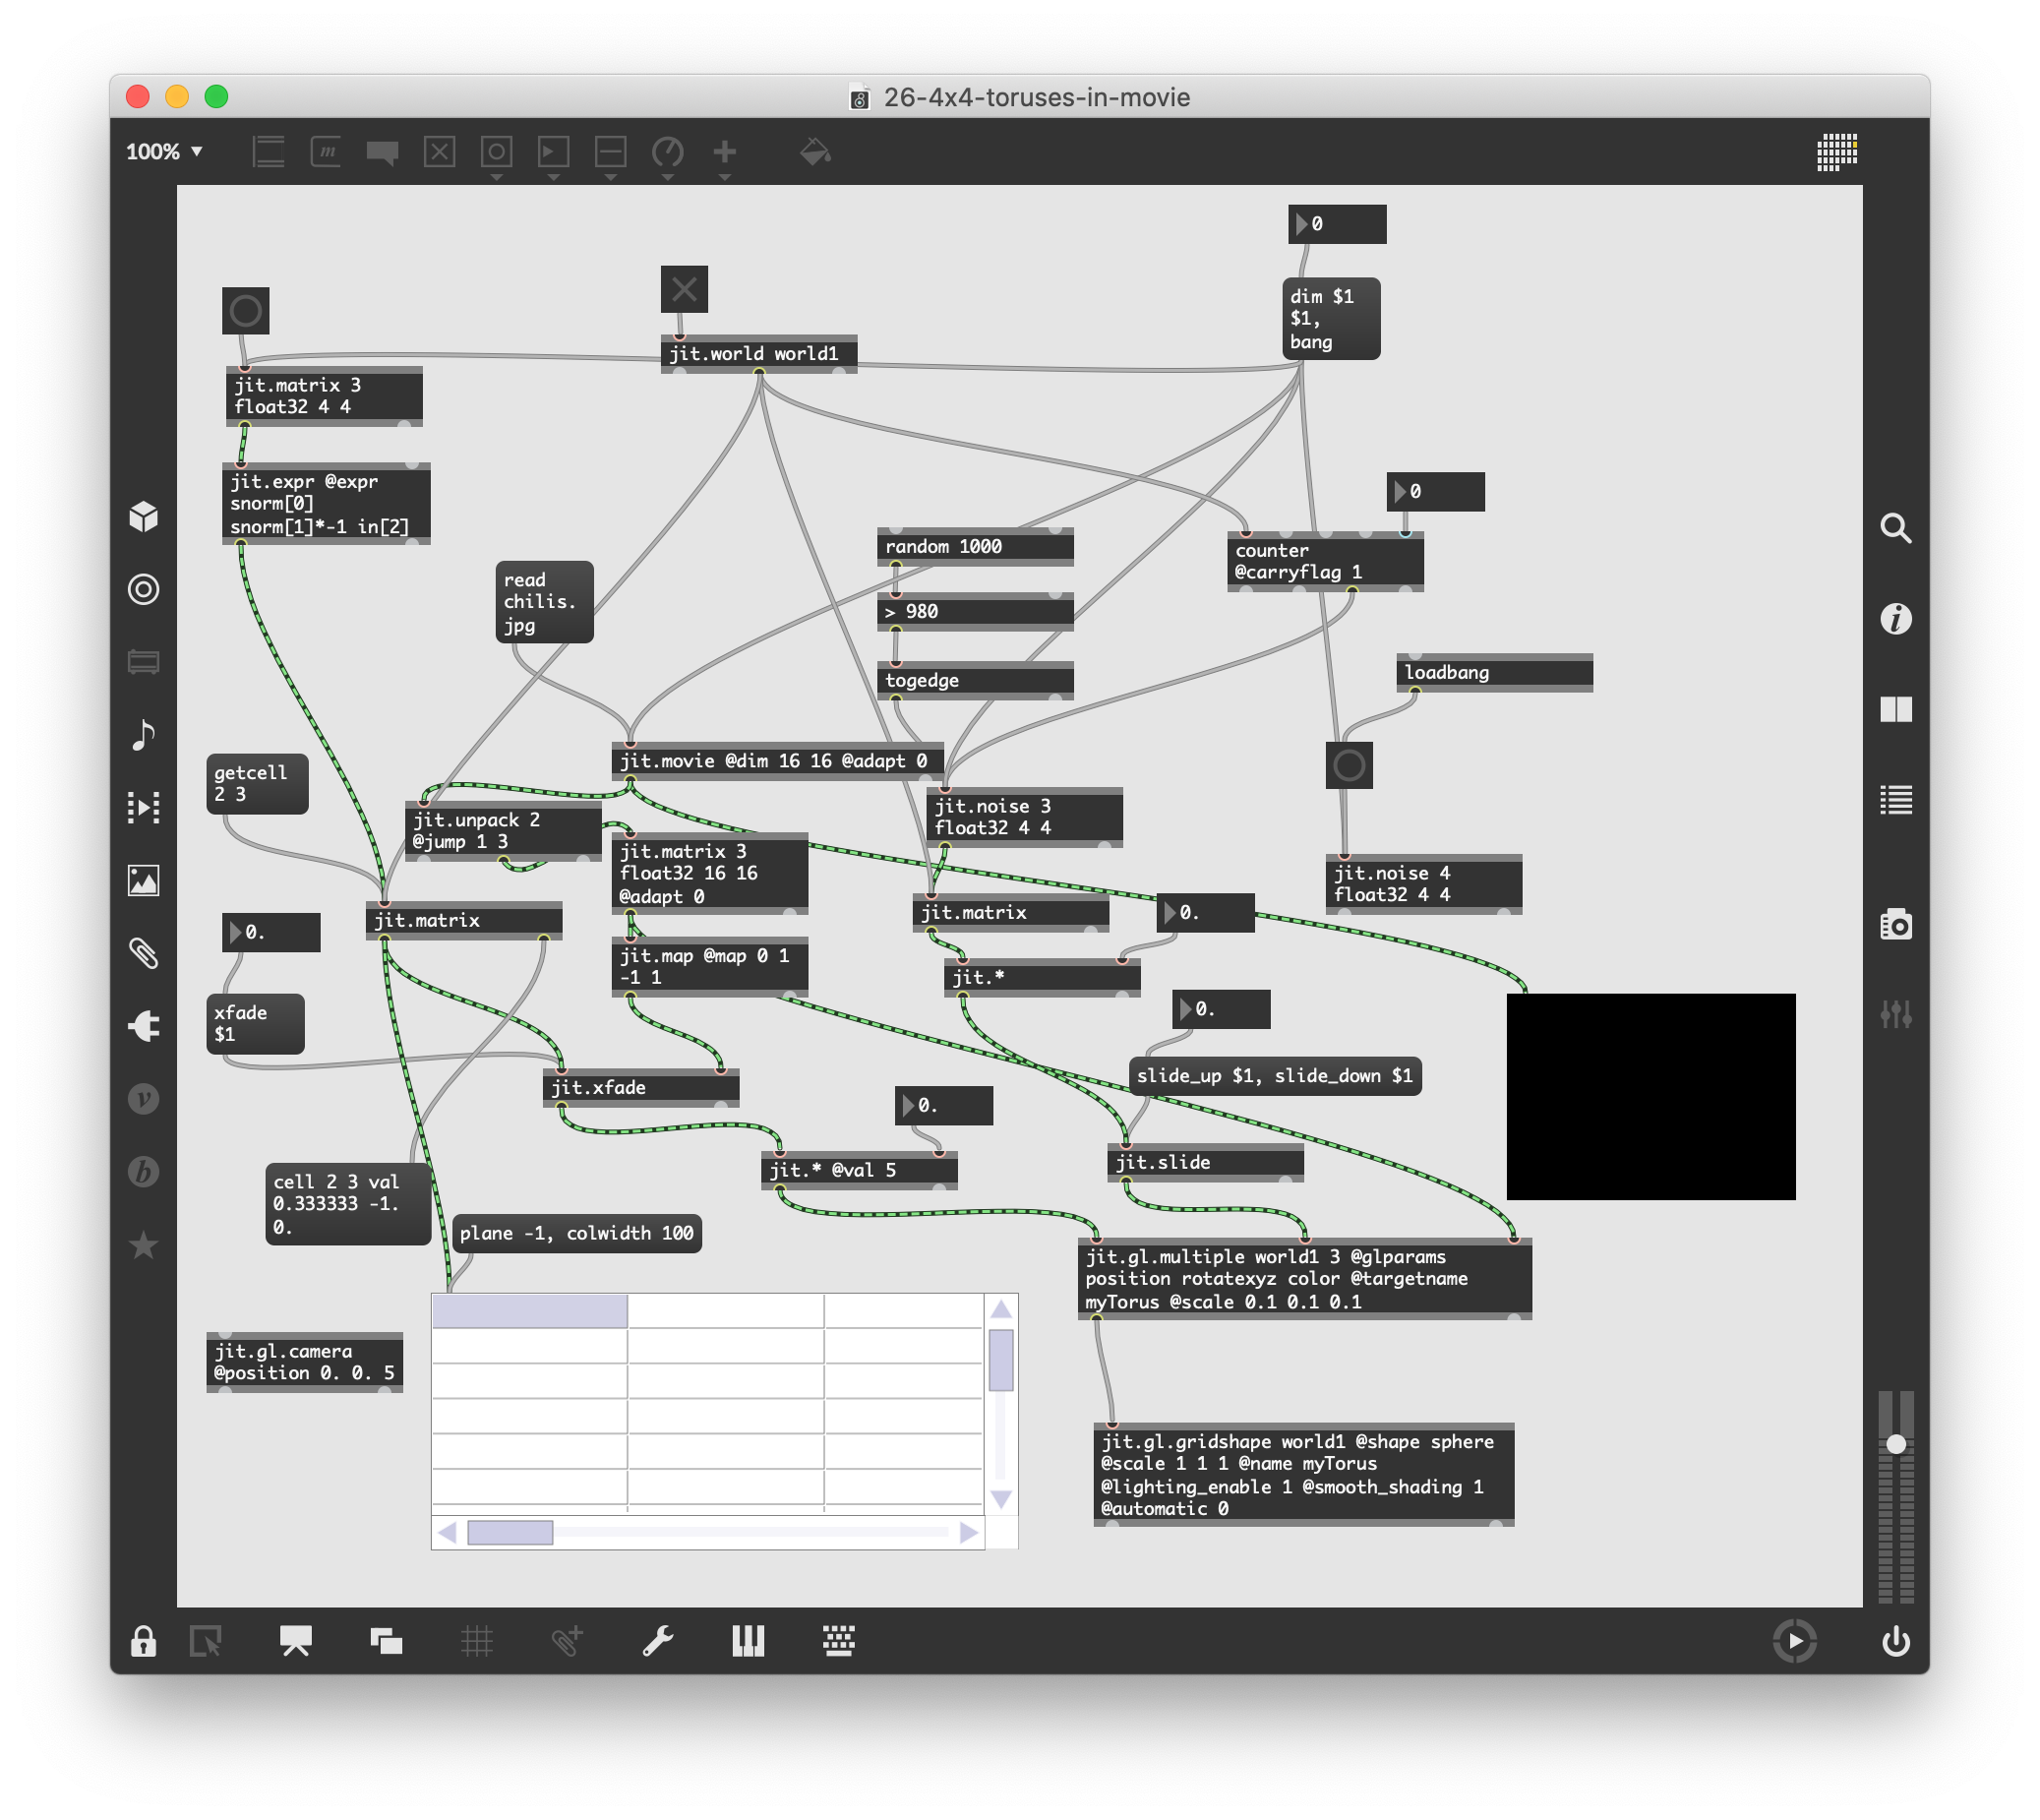 26-4x4-toruses-in-movie
100%
m
0
dim $1
$1,
bang
jit.world world1
jit.matrix 3
float32 4 4
jit.expr @expr
snorm[0]
snorm[1]*-1 in[2]
0
random 1000
counter
@carryflag 1
read
chilis.
jpg
> 980
togedge
loadbang
jit.movie @dim 16 16 @adapt 0
getcell
2 3
jit.unpack 2
@jump 1 3
jit.noise 3
float32 4 4
jit.matrix 3
float32 16 16
@adapt 0
jit.noise 4
float32 4 4
jit.matrix
jit.matrix
0.
0.
jit.map @map 0 1
-1 1
jit.*
xfade
$1
0.
jit.xfade
slide_up $1, slide_down $1
0.
jit.* @val 5
jit.slide
cell 2 3 val
0.333333 -1.
0.
plane -1, colwidth 100
jit.gl.multiple world1 3 @glparams
position rotatexyz color @targetname
myTorus @scale 0.1 0.1 0.1
jit.gl.camera
@position 0. 0. 5
jit.gl.gridshape world1 @shape sphere
@scale 1 1 1 @name myTorus
@lighting_enable 1 @smooth_shading 1
@automatic 0
i
v
b